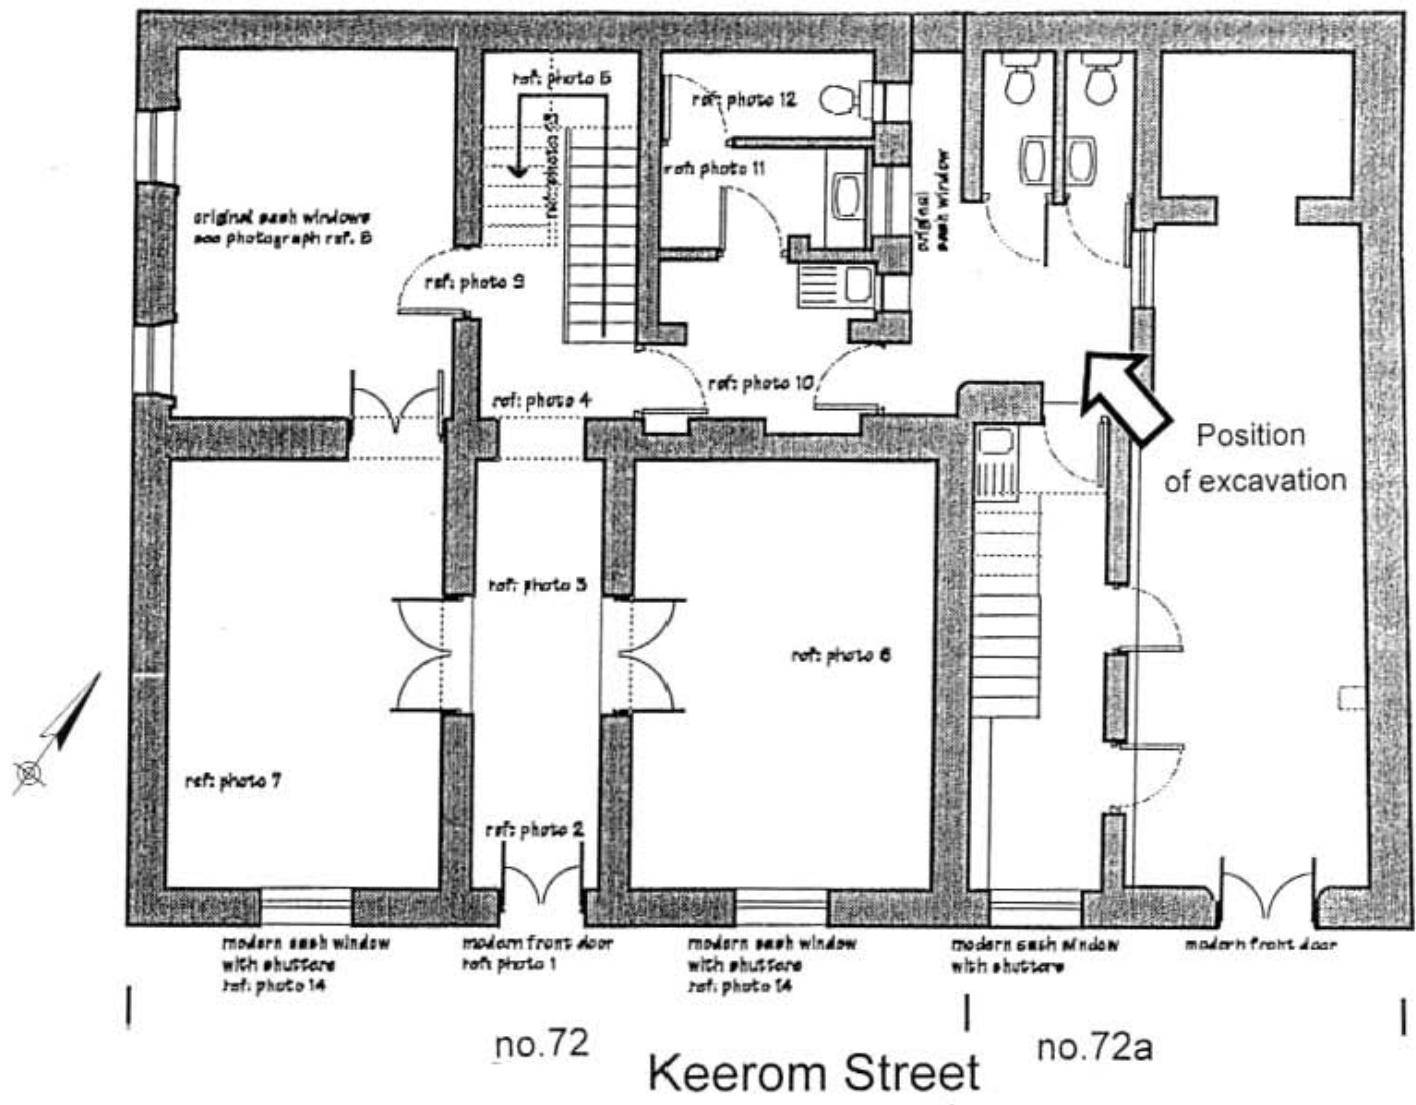 ref: photo 5
ref: photo 12
ref: photo 11
original
sash window
original sash windows
see photograph ref. 8
ref: photo 9
ref: photo 10
ref: photo 4
Position
of excavation
ref: photo 3
ref: photo 6
ref: photo 7
ref: photo 2
modern sash window
with shutters
ref: photo 14
modern front door
ref: photo 1
modern sash window
with shutters
ref: photo 14
modern sash window
with shutters
modern front door
no.72
no.72a
Keerom Street